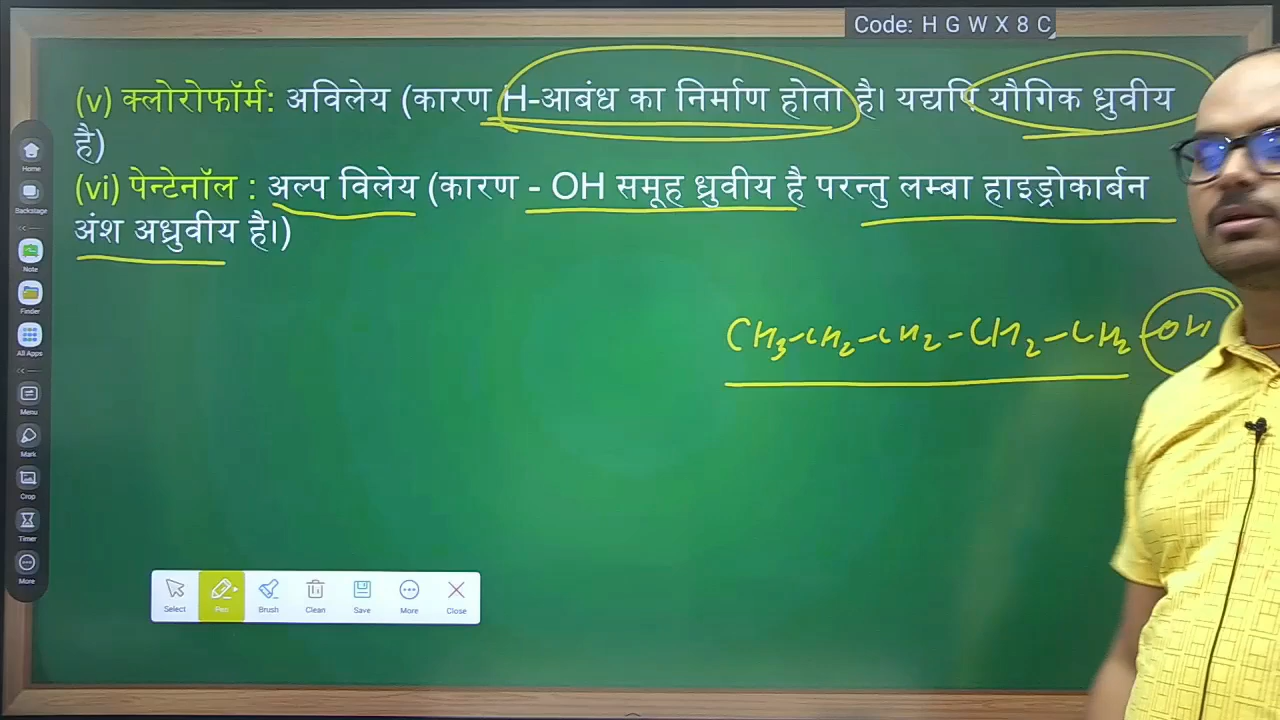 Code: H G W X 8 C
(v) क्लोरोफॉर्म: अविलेय (कारण H-आबंध का निर्माण होता है। यद्यपि यौगिक ध्रुवीय
है)
(vi) पेन्टेनॉल : अल्प विलेय (कारण - OH समूह ध्रुवीय है परन्तु लम्बा हाइड्रोकार्बन
अंश अध्रुवीय है।)
CH3-CH2-CH2-CH2-CH2-OH
Home
Backstage
Note
Finder
All Apps
Menu
Mark
Crop
Timer
More
Select
Pen
Brush
Clean
Save
More
Close